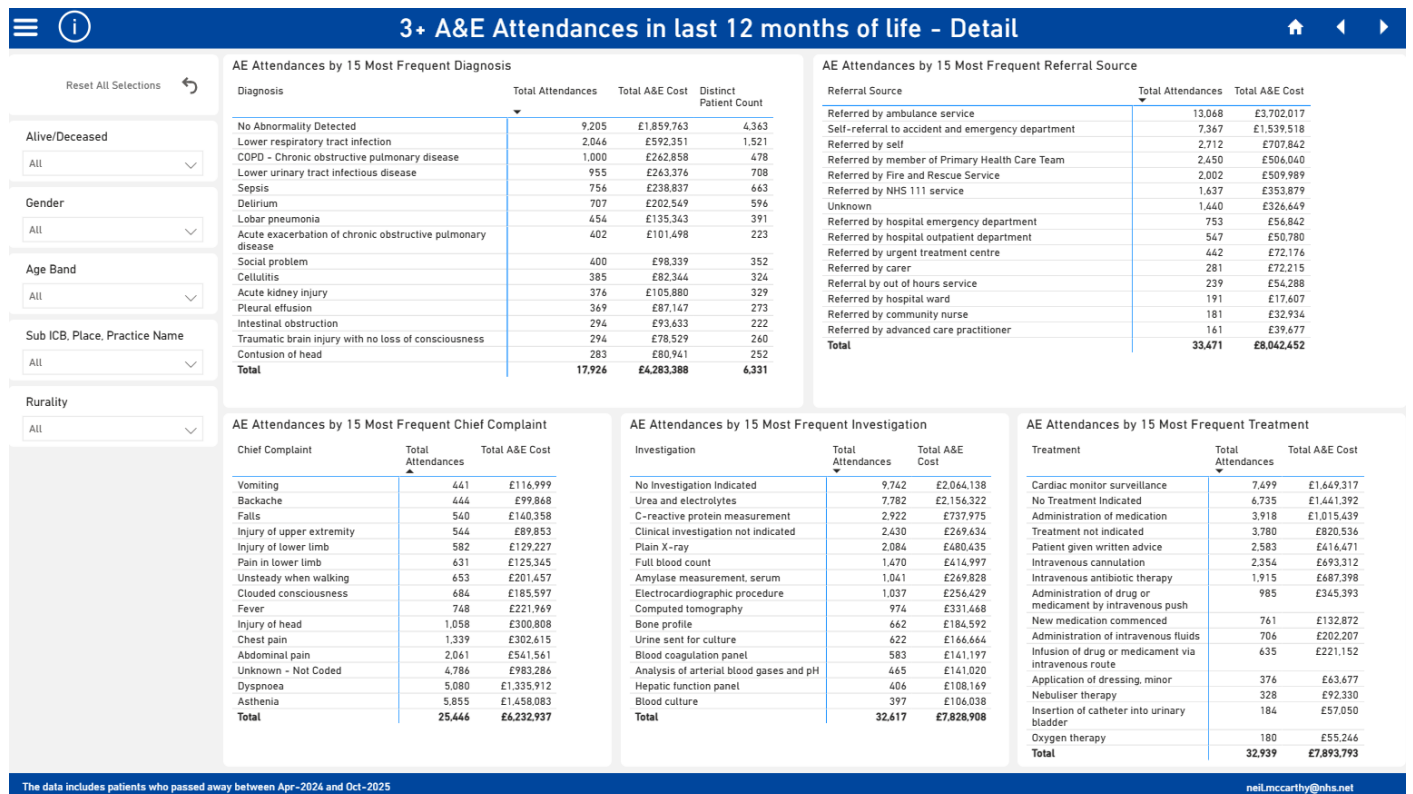 3+ A&E Attendances in last 12 months of life - Detail
Reset All Selections
Alive/Deceased
All
Gender
All
Age Band
All
Sub ICB, Place, Practice Name
All
Rurality
All
AE Attendances by 15 Most Frequent Diagnosis
Diagnosis Total Attendances Total A&E Cost Distinct
Patient Count
No Abnormality Detected 9,205 £1,859,763 4,363
Lower respiratory tract infection 2,046 £592,351 1,521
COPD - Chronic obstructive pulmonary disease 1,000 £262,858 478
Lower urinary tract infectious disease 955 £263,376 708
Sepsis 756 £238,837 663
Delirium 707 £202,549 596
Lobar pneumonia 454 £135,343 391
Acute exacerbation of chronic obstructive pulmonary 402 £101,498 223
disease
Social problem 400 £98,339 352
Cellulitis 385 £82,344 324
Acute kidney injury 376 £105,880 329
Pleural effusion 369 £87,147 273
Intestinal obstruction 294 £93,633 222
Traumatic brain injury with no loss of consciousness 294 £78,529 260
Contusion of head 283 £80,941 252
Total 17,926 £4,283,388 6,331
AE Attendances by 15 Most Frequent Referral Source
Referral Source Total Attendances Total A&E Cost
Referred by ambulance service 13,068 £3,702,017
Self-referral to accident and emergency department 7,367 £1,539,518
Referred by self 2,712 £707,842
Referred by member of Primary Health Care Team 2,450 £506,040
Referred by Fire and Rescue Service 2,002 £509,989
Referred by NHS 111 service 1,637 £353,879
Unknown 1,440 £326,649
Referred by hospital emergency department 753 £56,842
Referred by hospital outpatient department 547 £50,780
Referred by urgent treatment centre 442 £72,176
Referred by carer 281 £72,215
Referral by out of hours service 239 £54,288
Referred by hospital ward 191 £17,607
Referred by community nurse 181 £32,934
Referred by advanced care practitioner 161 £39,677
Total 33,471 £8,042,452
AE Attendances by 15 Most Frequent Chief Complaint
Chief Complaint Total Total A&E Cost
Attendances
Vomiting 441 £116,999
Backache 444 £99,868
Falls 540 £140,358
Injury of upper extremity 544 £89,853
Injury of lower limb 582 £129,227
Pain in lower limb 631 £125,345
Unsteady when walking 653 £201,457
Clouded consciousness 684 £185,597
Fever 748 £221,969
Injury of head 1,058 £300,808
Chest pain 1,339 £302,615
Abdominal pain 2,061 £541,561
Unknown - Not Coded 4,786 £983,286
Dyspnoea 5,080 £1,335,912
Asthenia 5,855 £1,458,083
Total 25,446 £6,232,937
AE Attendances by 15 Most Frequent Investigation
Investigation Total Total A&E
Attendances Cost
No Investigation Indicated 9,742 £2,064,138
Urea and electrolytes 7,782 £2,156,322
C-reactive protein measurement 2,922 £737,975
Clinical investigation not indicated 2,430 £269,634
Plain X-ray 2,084 £480,435
Full blood count 1,470 £414,997
Amylase measurement, serum 1,041 £269,828
Electrocardiographic procedure 1,037 £256,429
Computed tomography 974 £331,468
Bone profile 662 £184,592
Urine sent for culture 622 £166,664
Blood coagulation panel 583 £141,197
Analysis of arterial blood gases and pH 465 £141,020
Hepatic function panel 406 £108,169
Blood culture 397 £106,038
Total 32,617 £7,828,908
AE Attendances by 15 Most Frequent Treatment
Treatment Total Total A&E Cost
Attendances
Cardiac monitor surveillance 7,499 £1,649,317
No Treatment Indicated 6,735 £1,441,392
Administration of medication 3,918 £1,015,439
Treatment not indicated 3,780 £820,536
Patient given written advice 2,583 £416,471
Intravenous cannulation 2,354 £693,312
Intravenous antibiotic therapy 1,915 £687,398
Administration of drug or 985 £345,393
medicament by intravenous push
New medication commenced 761 £132,872
Administration of intravenous fluids 706 £202,207
Infusion of drug or medicament via 635 £221,152
intravenous route
Application of dressing, minor 376 £63,677
Nebuliser therapy 328 £92,330
Insertion of catheter into urinary 184 £57,050
bladder
Oxygen therapy 180 £55,246
Total 32,939 £7,893,793
The data includes patients who passed away between Apr-2024 and Oct-2025
neil.mccarthy@nhs.net